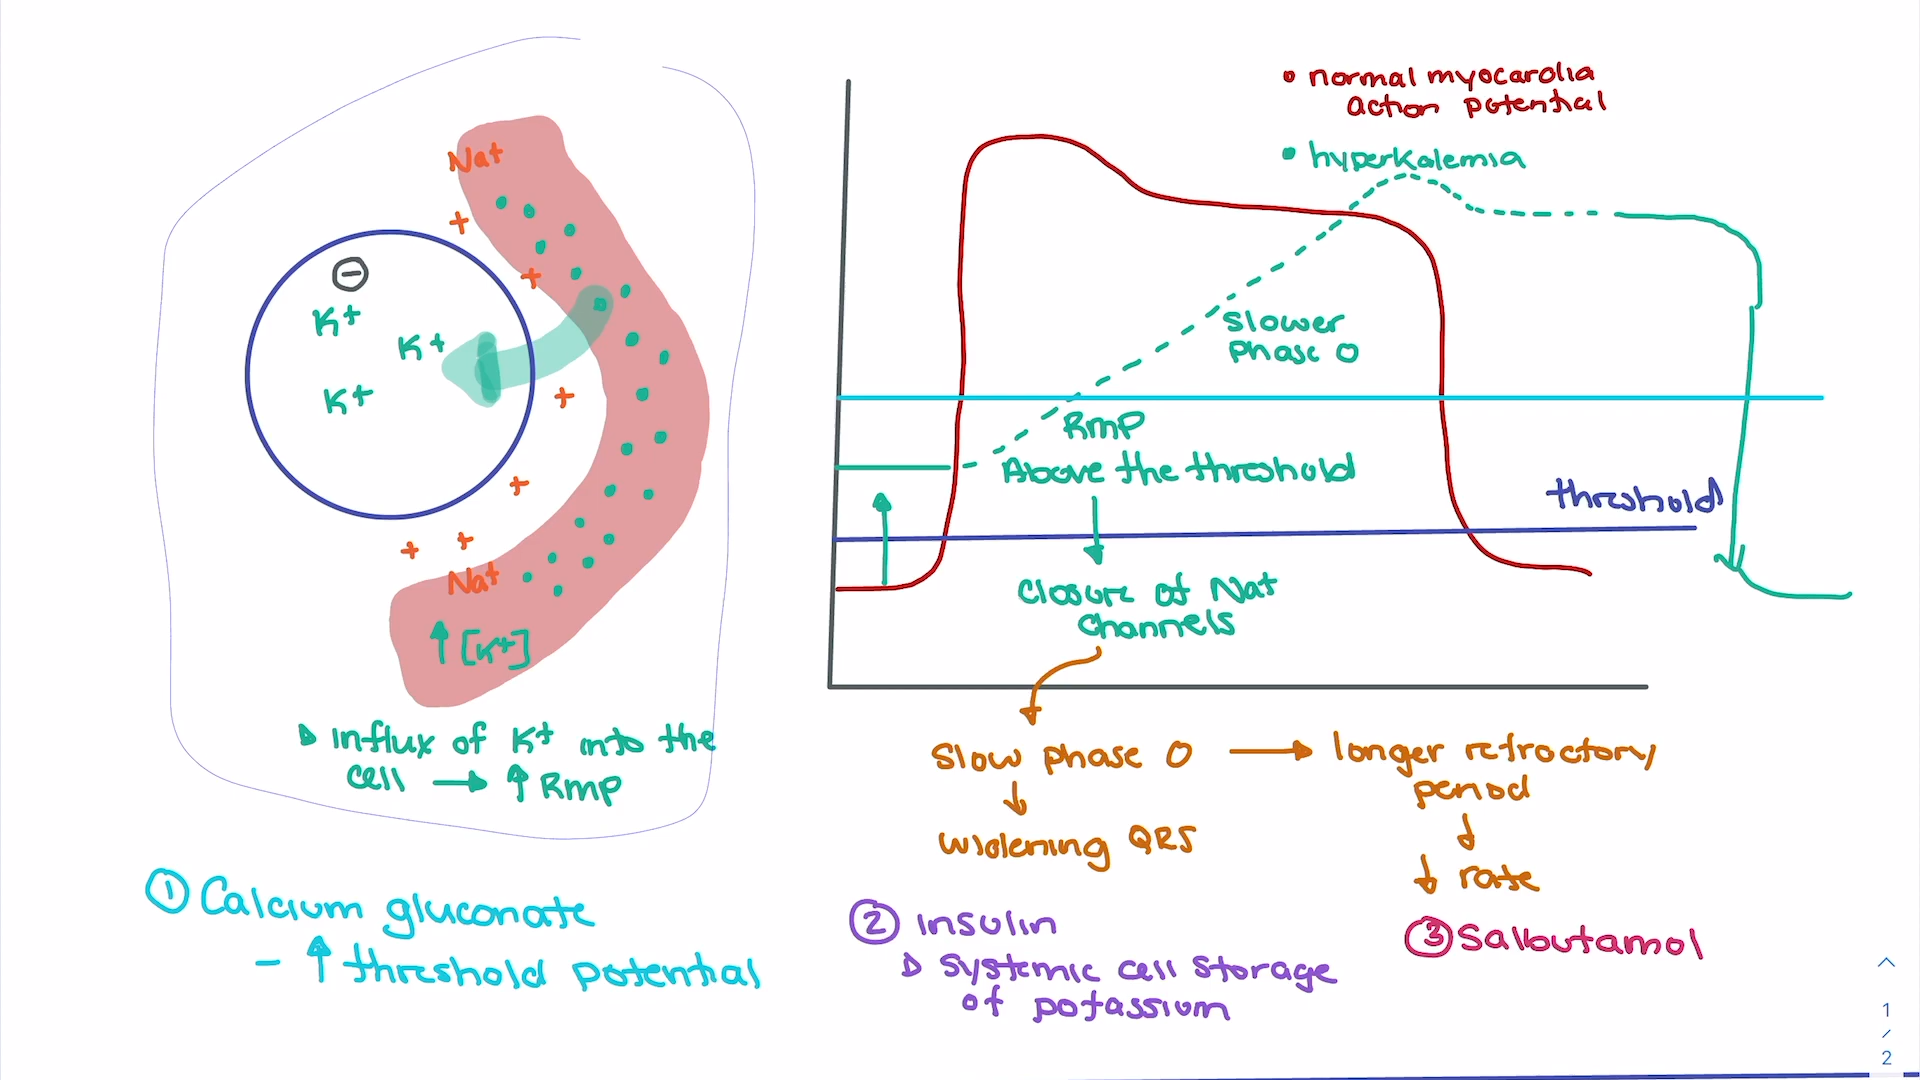 • normal myocardia
action potential
• hyperkalemia
Na+
+
+
⊖
K+
K+
K+
+
+
+
+
Na+
↑ [K+]
Slower
Phase 0
RMP
Above the threshold
threshold
Closure of Na+
channels
▷ Influx of K+ into the
cell → ↑ RMP
Slow phase 0 → longer refractory
period
↓
widening QRS
↓ rate
① Calcium gluconate
- ↑ threshold potential
② Insulin
▷ Systemic cell storage
of potassium
③ Salbutamol
1
/
2